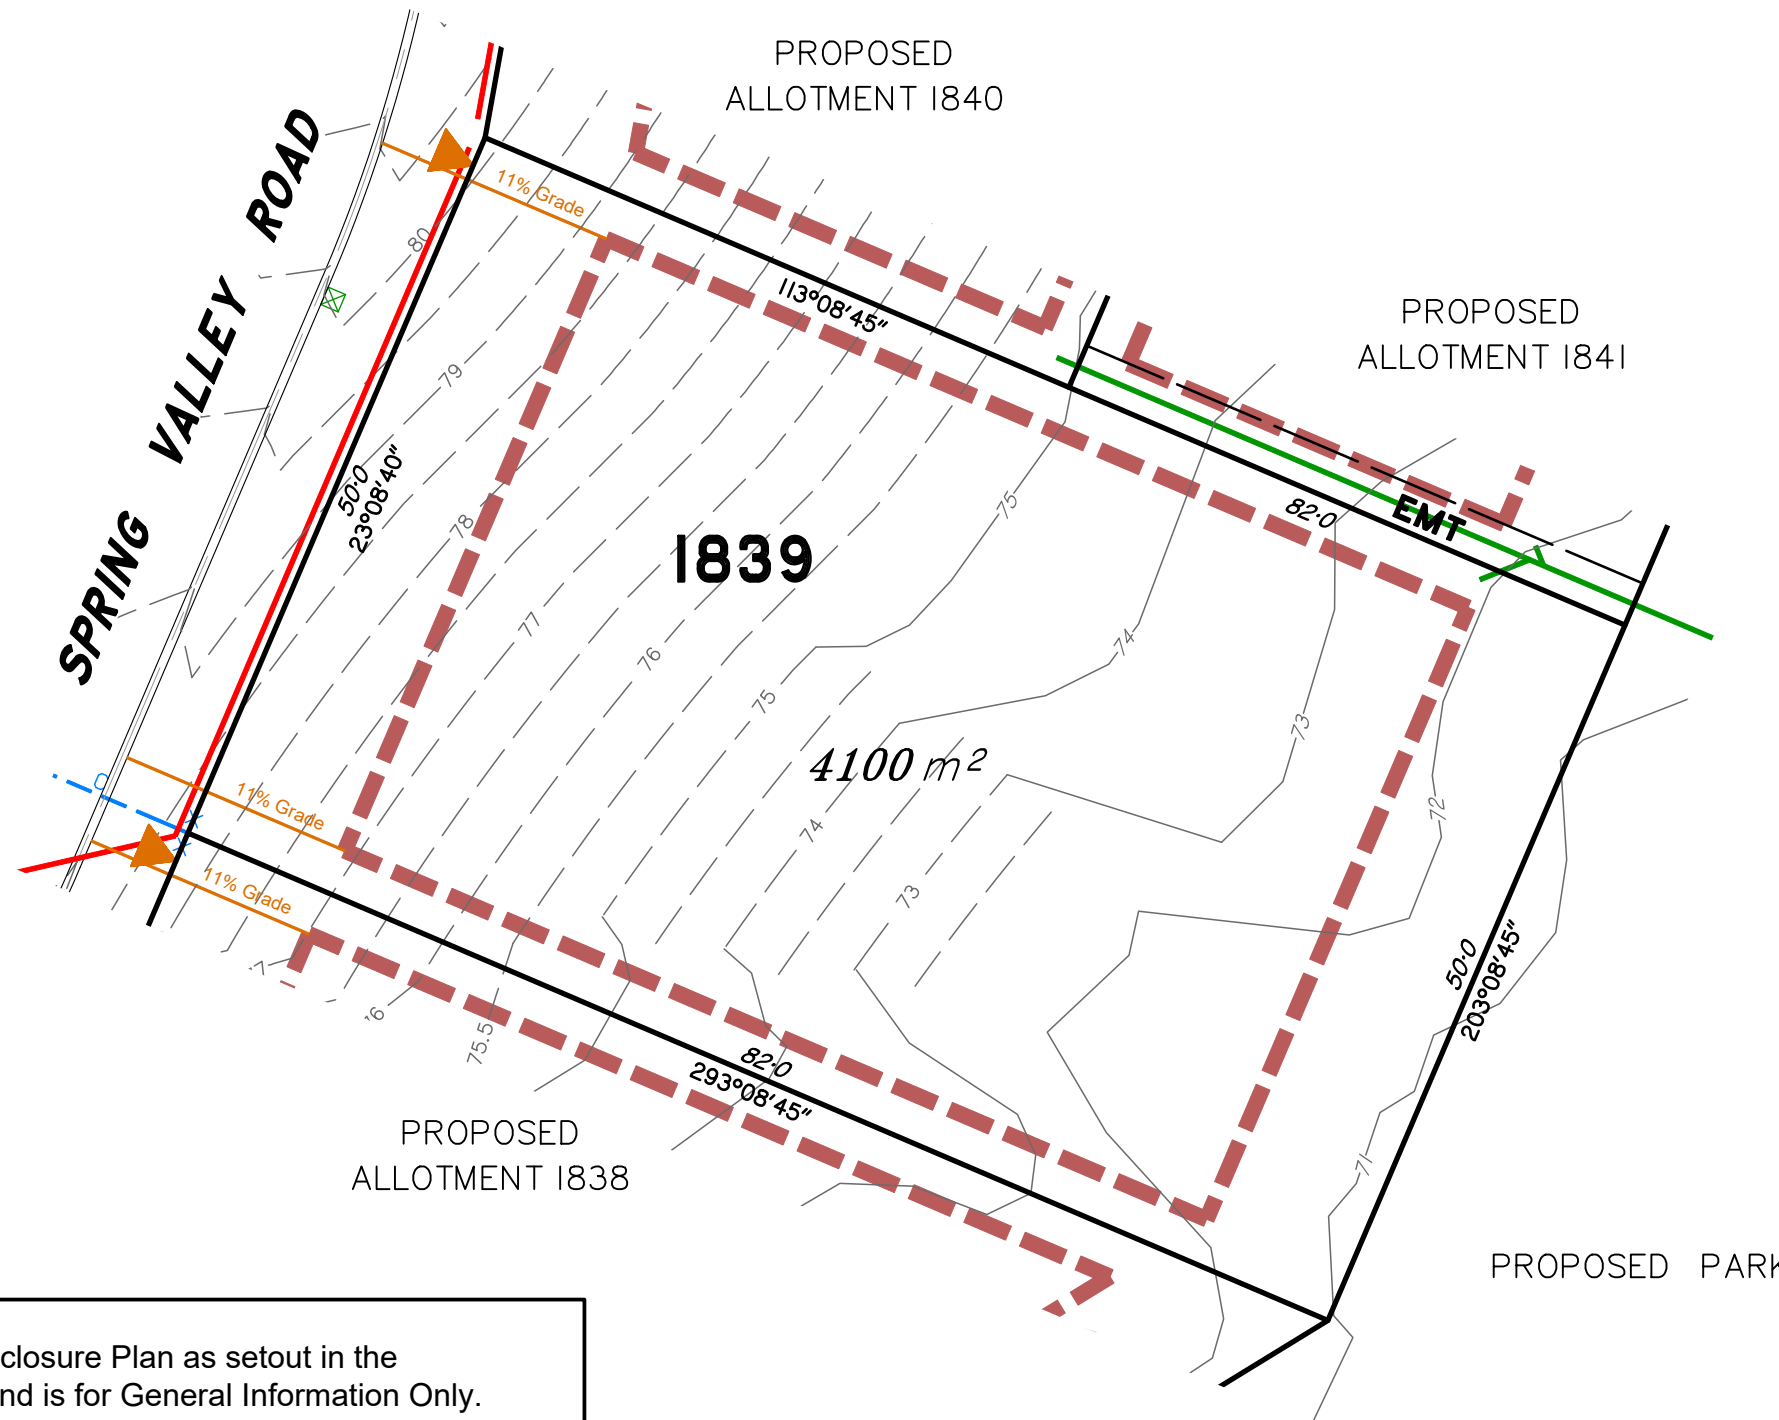 PROPOSED
ALLOTMENT 1840
SPRING VALLEY ROAD
11% Grade
80
113°08'45"
PROPOSED
ALLOTMENT 1841
79
50·0
23°08'40"
78
75
82·0
EMT
1839
77
76
74
75
73
4100 m²
72
11% Grade
74
11% Grade
73
50·0
203°08'45"
75.5
82·0
293°08'45"
71
PROPOSED
ALLOTMENT 1838
PROPOSED PARK
closure Plan as setout in the
nd is for General Information Only.